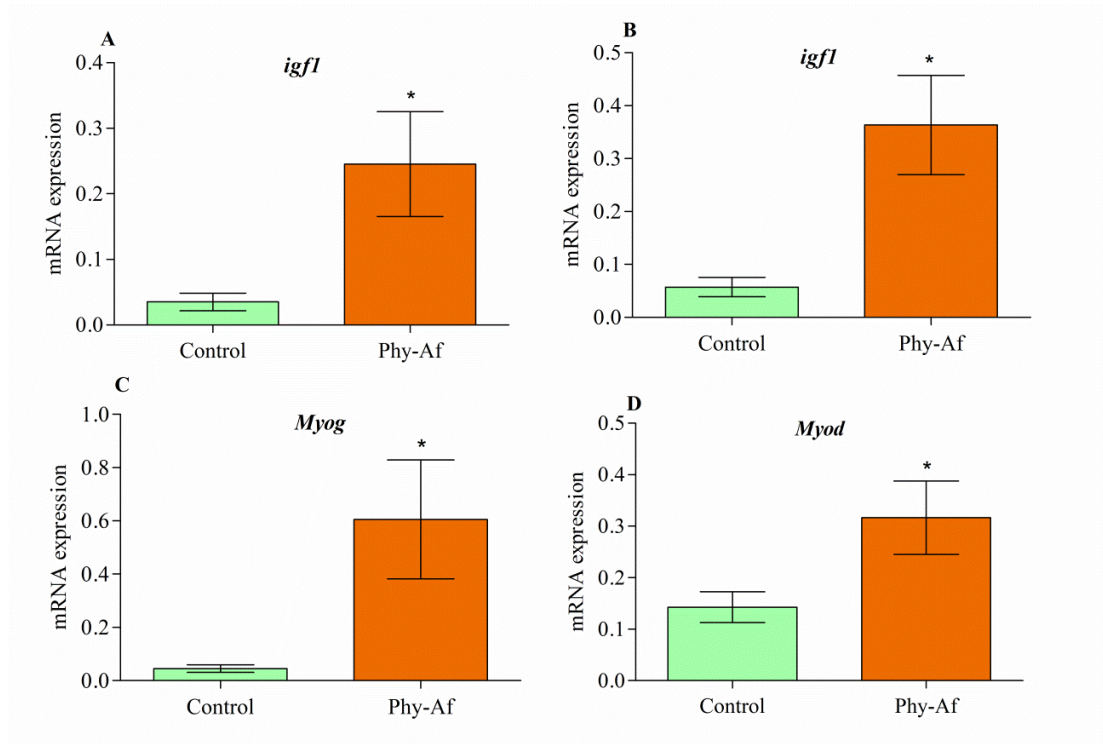 A
igf1
*
mRNA expression
0.4
0.3
0.2
0.1
0.0
Control
Phy-Af
B
igf1
*
mRNA expression
0.5
0.4
0.3
0.2
0.1
0.0
Control
Phy-Af
C
Myog
*
mRNA expression
1.0
0.8
0.6
0.4
0.2
0.0
Control
Phy-Af
D
Myod
*
mRNA expression
0.5
0.4
0.3
0.2
0.1
0.0
Control
Phy-Af